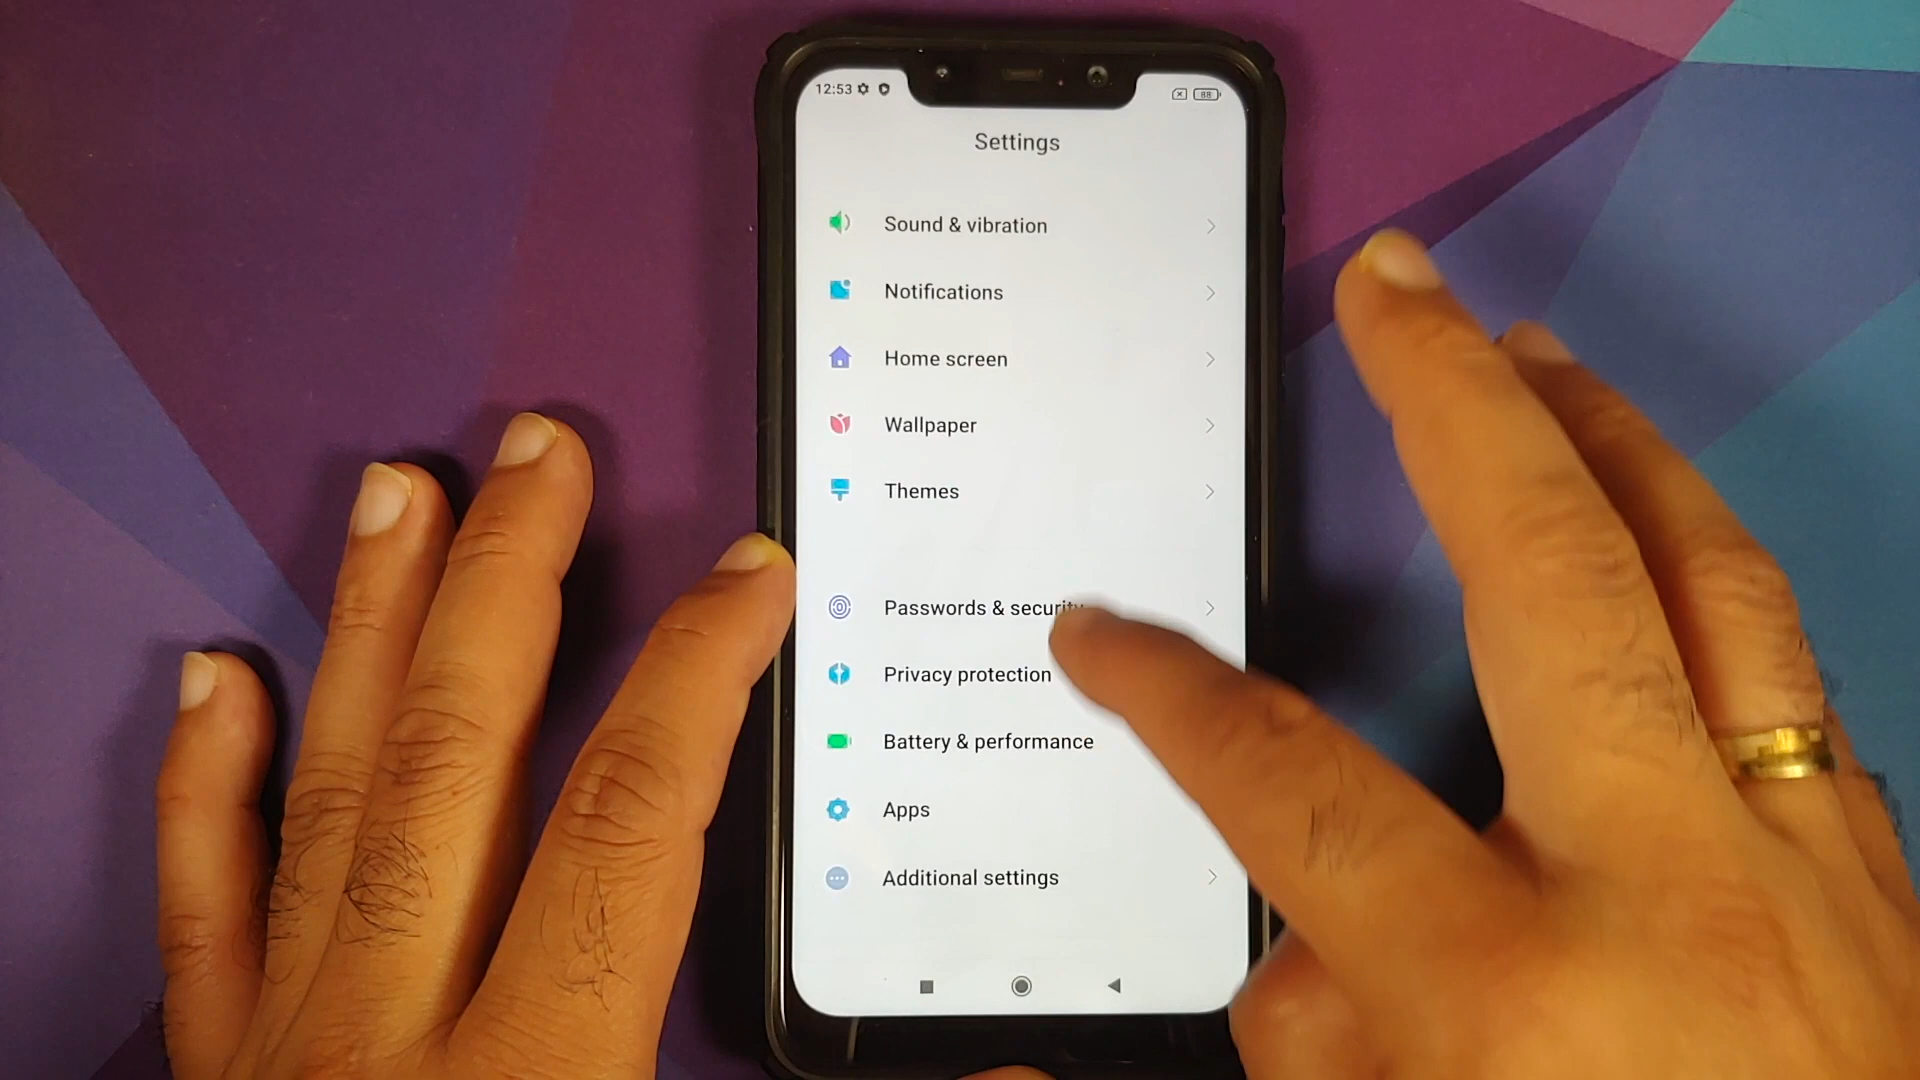 12:53
88
Settings
Sound & vibration
Notifications
Home screen
Wallpaper
Themes
Passwords & security
Privacy protection
Battery & performance
Apps
Additional settings